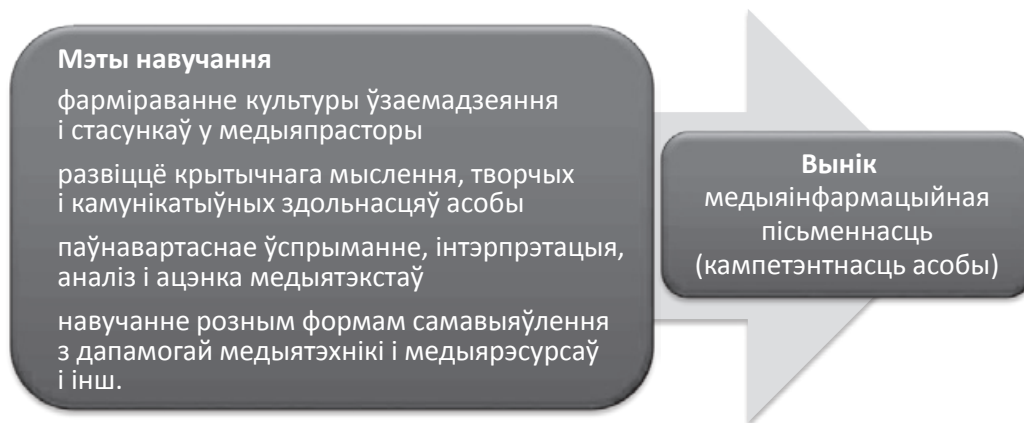 Мэты навучання
фарміраванне культуры ўзаемадзеяння
і стасункаў у медыяпрасторы
развіццё крытычнага мыслення, творчых
і камунікатыўных здольнасцяў асобы
паўнавартаснае ўспрыманне, інтэрпрэтацыя,
аналіз і ацэнка медыятэкстаў
навучанне розным формам самавыяўлення
з дапамогай медыятэхнікі і медыярэсурсаў
і інш.
Вынік
медыяінфармацыйная
пісьменнасць
(кампетэнтнасць асобы)